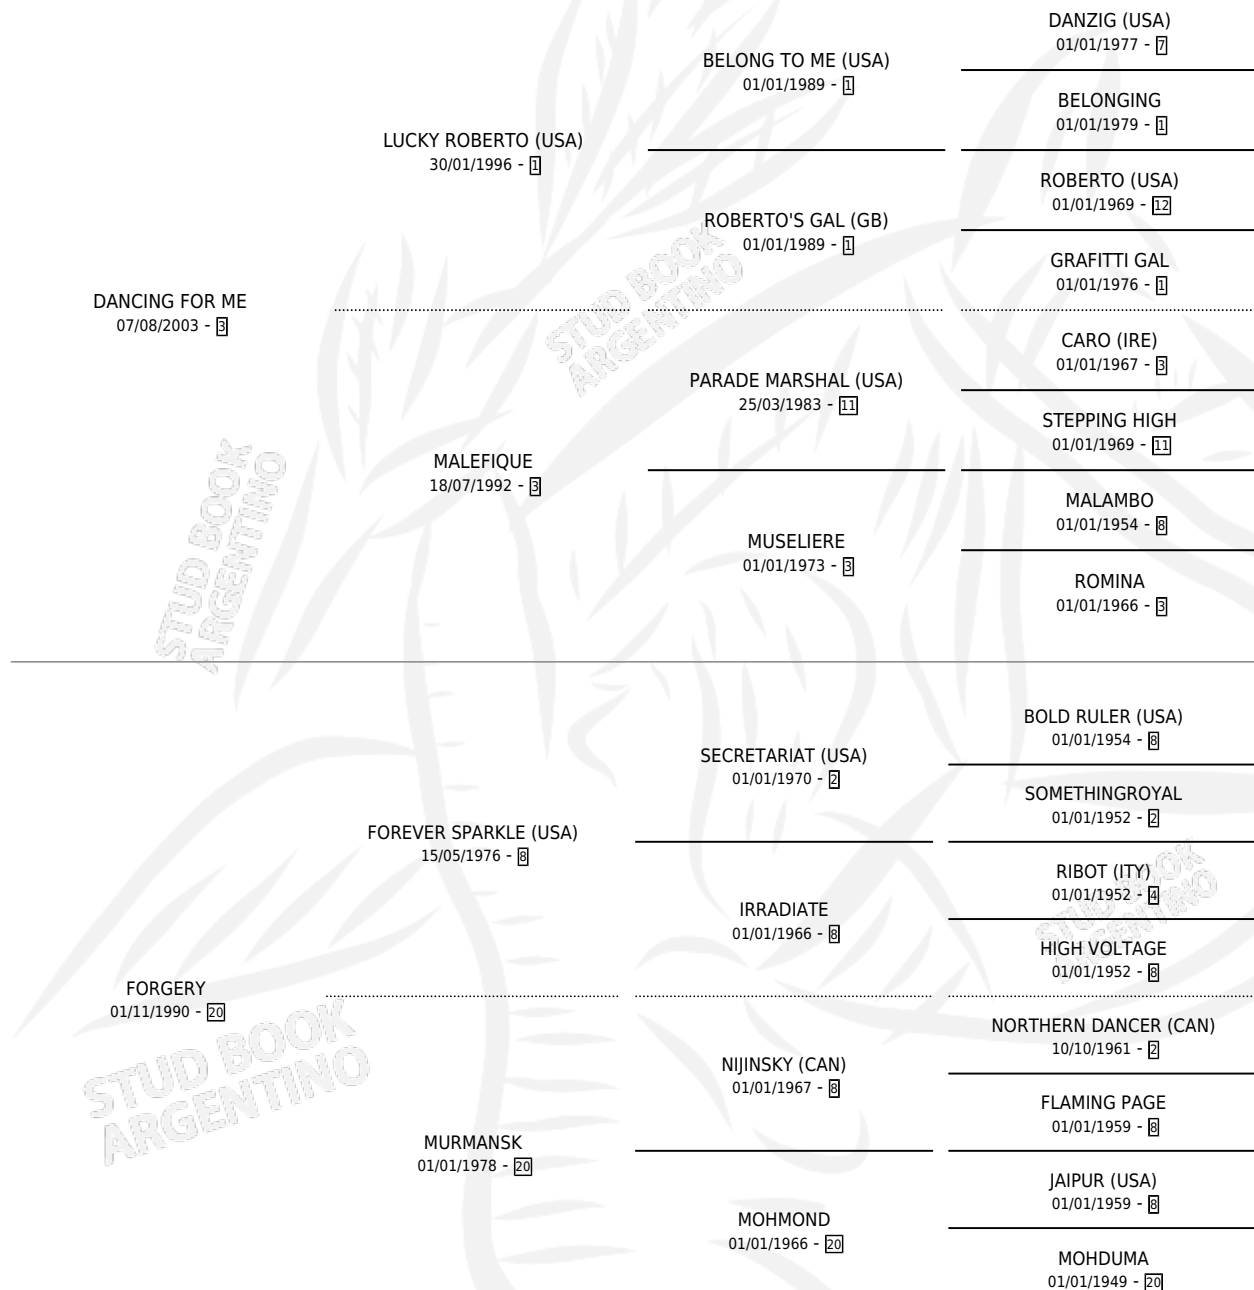 DANCING FOR ME
07/08/2003 - 3
LUCKY ROBERTO (USA)
30/01/1996 - 1
BELONG TO ME (USA)
01/01/1989 - 1
DANZIG (USA)
01/01/1977 - 7
BELONGING
01/01/1979 - 1
ROBERTO'S GAL (GB)
01/01/1989 - 1
ROBERTO (USA)
01/01/1969 - 12
GRAFITTI GAL
01/01/1976 - 1
MALEFIQUE
18/07/1992 - 3
PARADE MARSHAL (USA)
25/03/1983 - 11
CARO (IRE)
01/01/1967 - 3
STEPPING HIGH
01/01/1969 - 11
MUSELIERE
01/01/1973 - 3
MALAMBO
01/01/1954 - 8
ROMINA
01/01/1966 - 3
FORGERY
01/11/1990 - 20
FOREVER SPARKLE (USA)
15/05/1976 - 8
SECRETARIAT (USA)
01/01/1970 - 2
BOLD RULER (USA)
01/01/1954 - 8
SOMETHINGROYAL
01/01/1952 - 2
IRRADIATE
01/01/1966 - 8
RIBOT (ITY)
01/01/1952 - 4
HIGH VOLTAGE
01/01/1952 - 8
MURMANSK
01/01/1978 - 20
NIJINSKY (CAN)
01/01/1967 - 8
NORTHERN DANCER (CAN)
10/10/1961 - 2
FLAMING PAGE
01/01/1959 - 8
MOHMOND
01/01/1966 - 20
JAIPUR (USA)
01/01/1959 - 8
MOHDUMA
01/01/1949 - 20
STUD BOOK
ARGENTINO
STUD BOOK
ARGENTINO
STUD BOOK
ARGENTINO
STUD BOOK
ARGENTINO